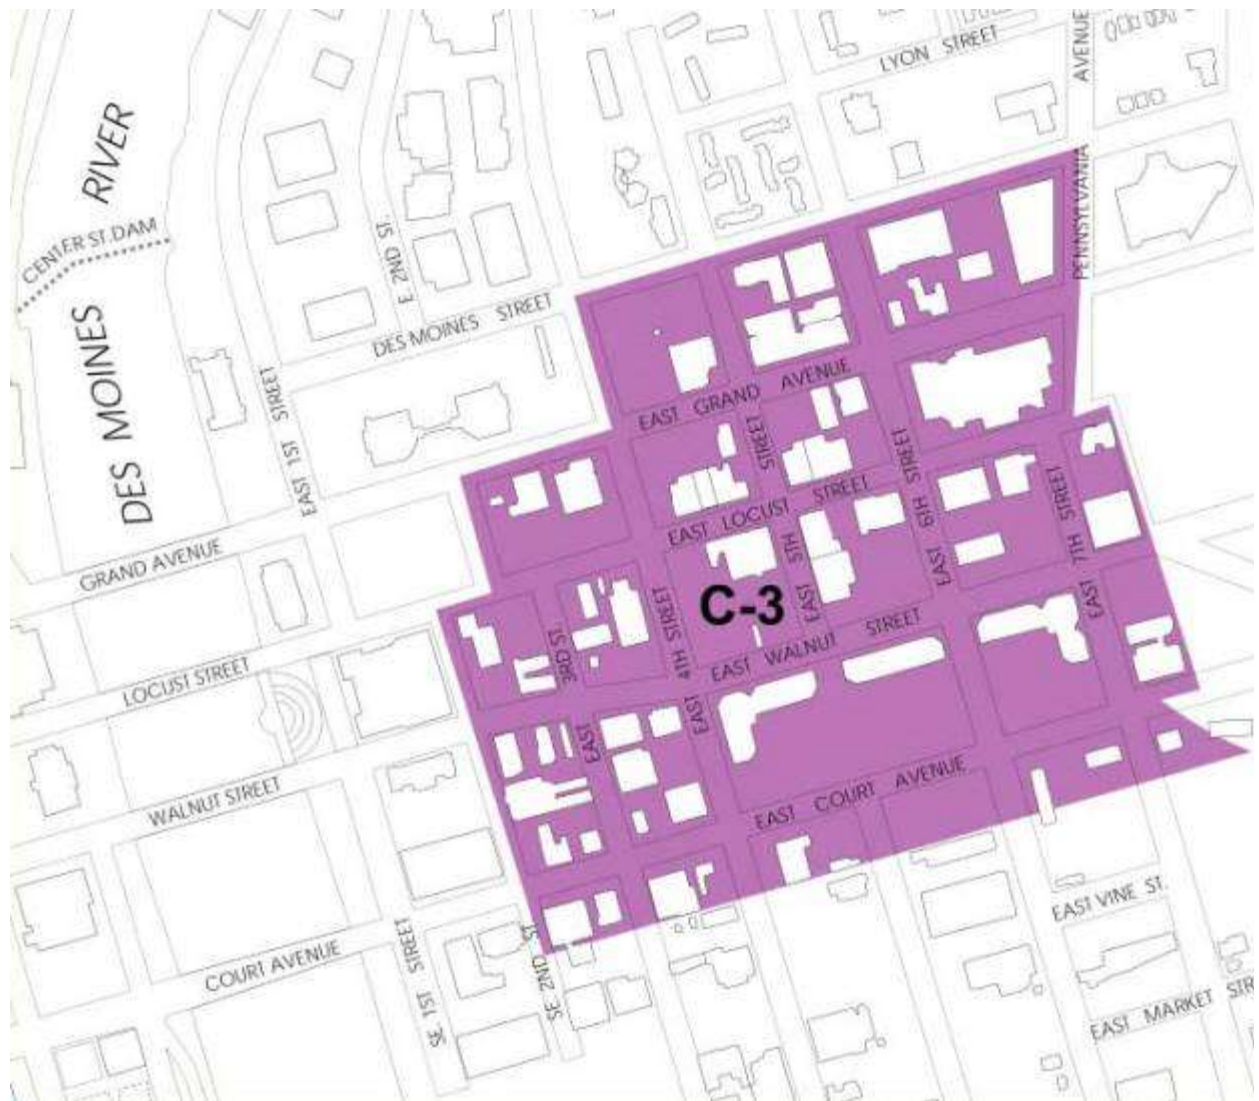 LYON STREET
PENNSYLVANIA AVENUE
DES MOINES RIVER
CENTER ST. DAM
E 2ND ST
DES MOINES STREET
EAST 1ST STREET
EAST GRAND AVENUE
GRAND AVENUE
EAST LOCUST STREET
EAST 5TH STREET
EAST 6TH STREET
EAST 7TH STREET
EAST 4TH STREET
C-3
EAST 3RD ST.
EAST WALNUT STREET
LOCUST STREET
WALNUT STREET
EAST COURT AVENUE
COURT AVENUE
SE 1ST STREET
SE 2ND ST
EAST VINE ST.
EAST MARKET STR